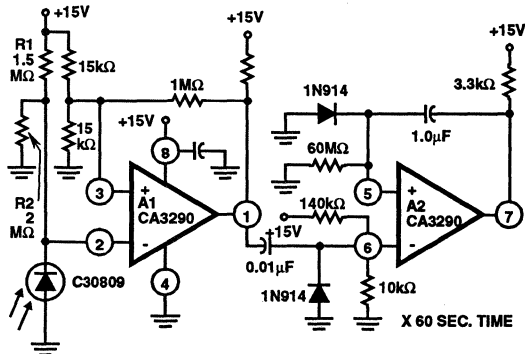 +15V
+15V
+15V
R1
1.5
MΩ
15kΩ
1MΩ
3.3kΩ
1N914
1.0μF
15
kΩ
+15V
8
60MΩ
3
+
A1
CA3290
-
1
5
+
A2
CA3290
-
7
R2
2
MΩ
140kΩ
2
+15V
6
0.01μF
C30809
4
1N914
10kΩ
X 60 SEC. TIME